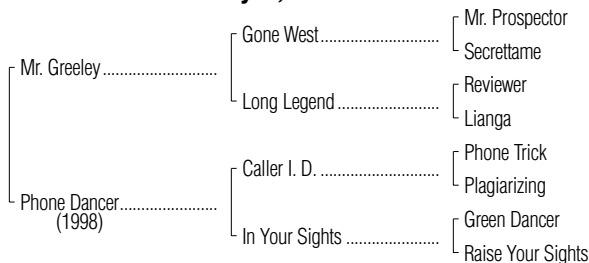 Mr. Prospector
Gone West
Secrettame
Mr. Greeley
Reviewer
Long Legend
Lianga
Phone Trick
Caller I. D.
Plagiarizing
Phone Dancer
(1998)
Green Dancer
In Your Sights
Raise Your Sights